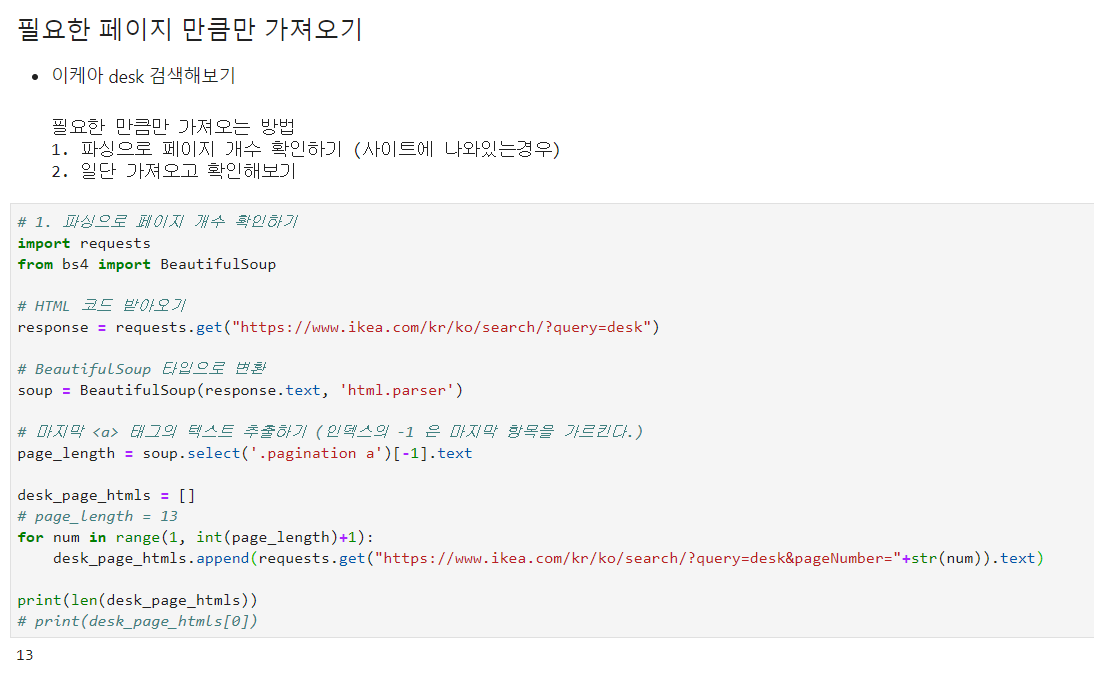 필요한 페이지 만큼만 가져오기
• 이케아 desk 검색해보기
필요한 만큼만 가져오는 방법
1. 파싱으로 페이지 개수 확인하기 (사이트에 나와있는경우)
2. 일단 가져오고 확인해보기
# 1. 파싱으로 페이지 개수 확인하기
import requests
from bs4 import BeautifulSoup
# HTML 코드 받아오기
response = requests.get("https://www.ikea.com/kr/ko/search/?query=desk")
# BeautifulSoup 타입으로 변환
soup = BeautifulSoup(response.text, 'html.parser')
# 마지막 <a> 태그의 텍스트 추출하기 (인덱스의 -1 은 마지막 항목을 가르킨다.)
page_length = soup.select('.pagination a')[-1].text
desk_page_htmls = []
# page_length = 13
for num in range(1, int(page_length)+1):
    desk_page_htmls.append(requests.get("https://www.ikea.com/kr/ko/search/?query=desk&pageNumber="+str(num)).text)
print(len(desk_page_htmls))
# print(desk_page_htmls[0])
13